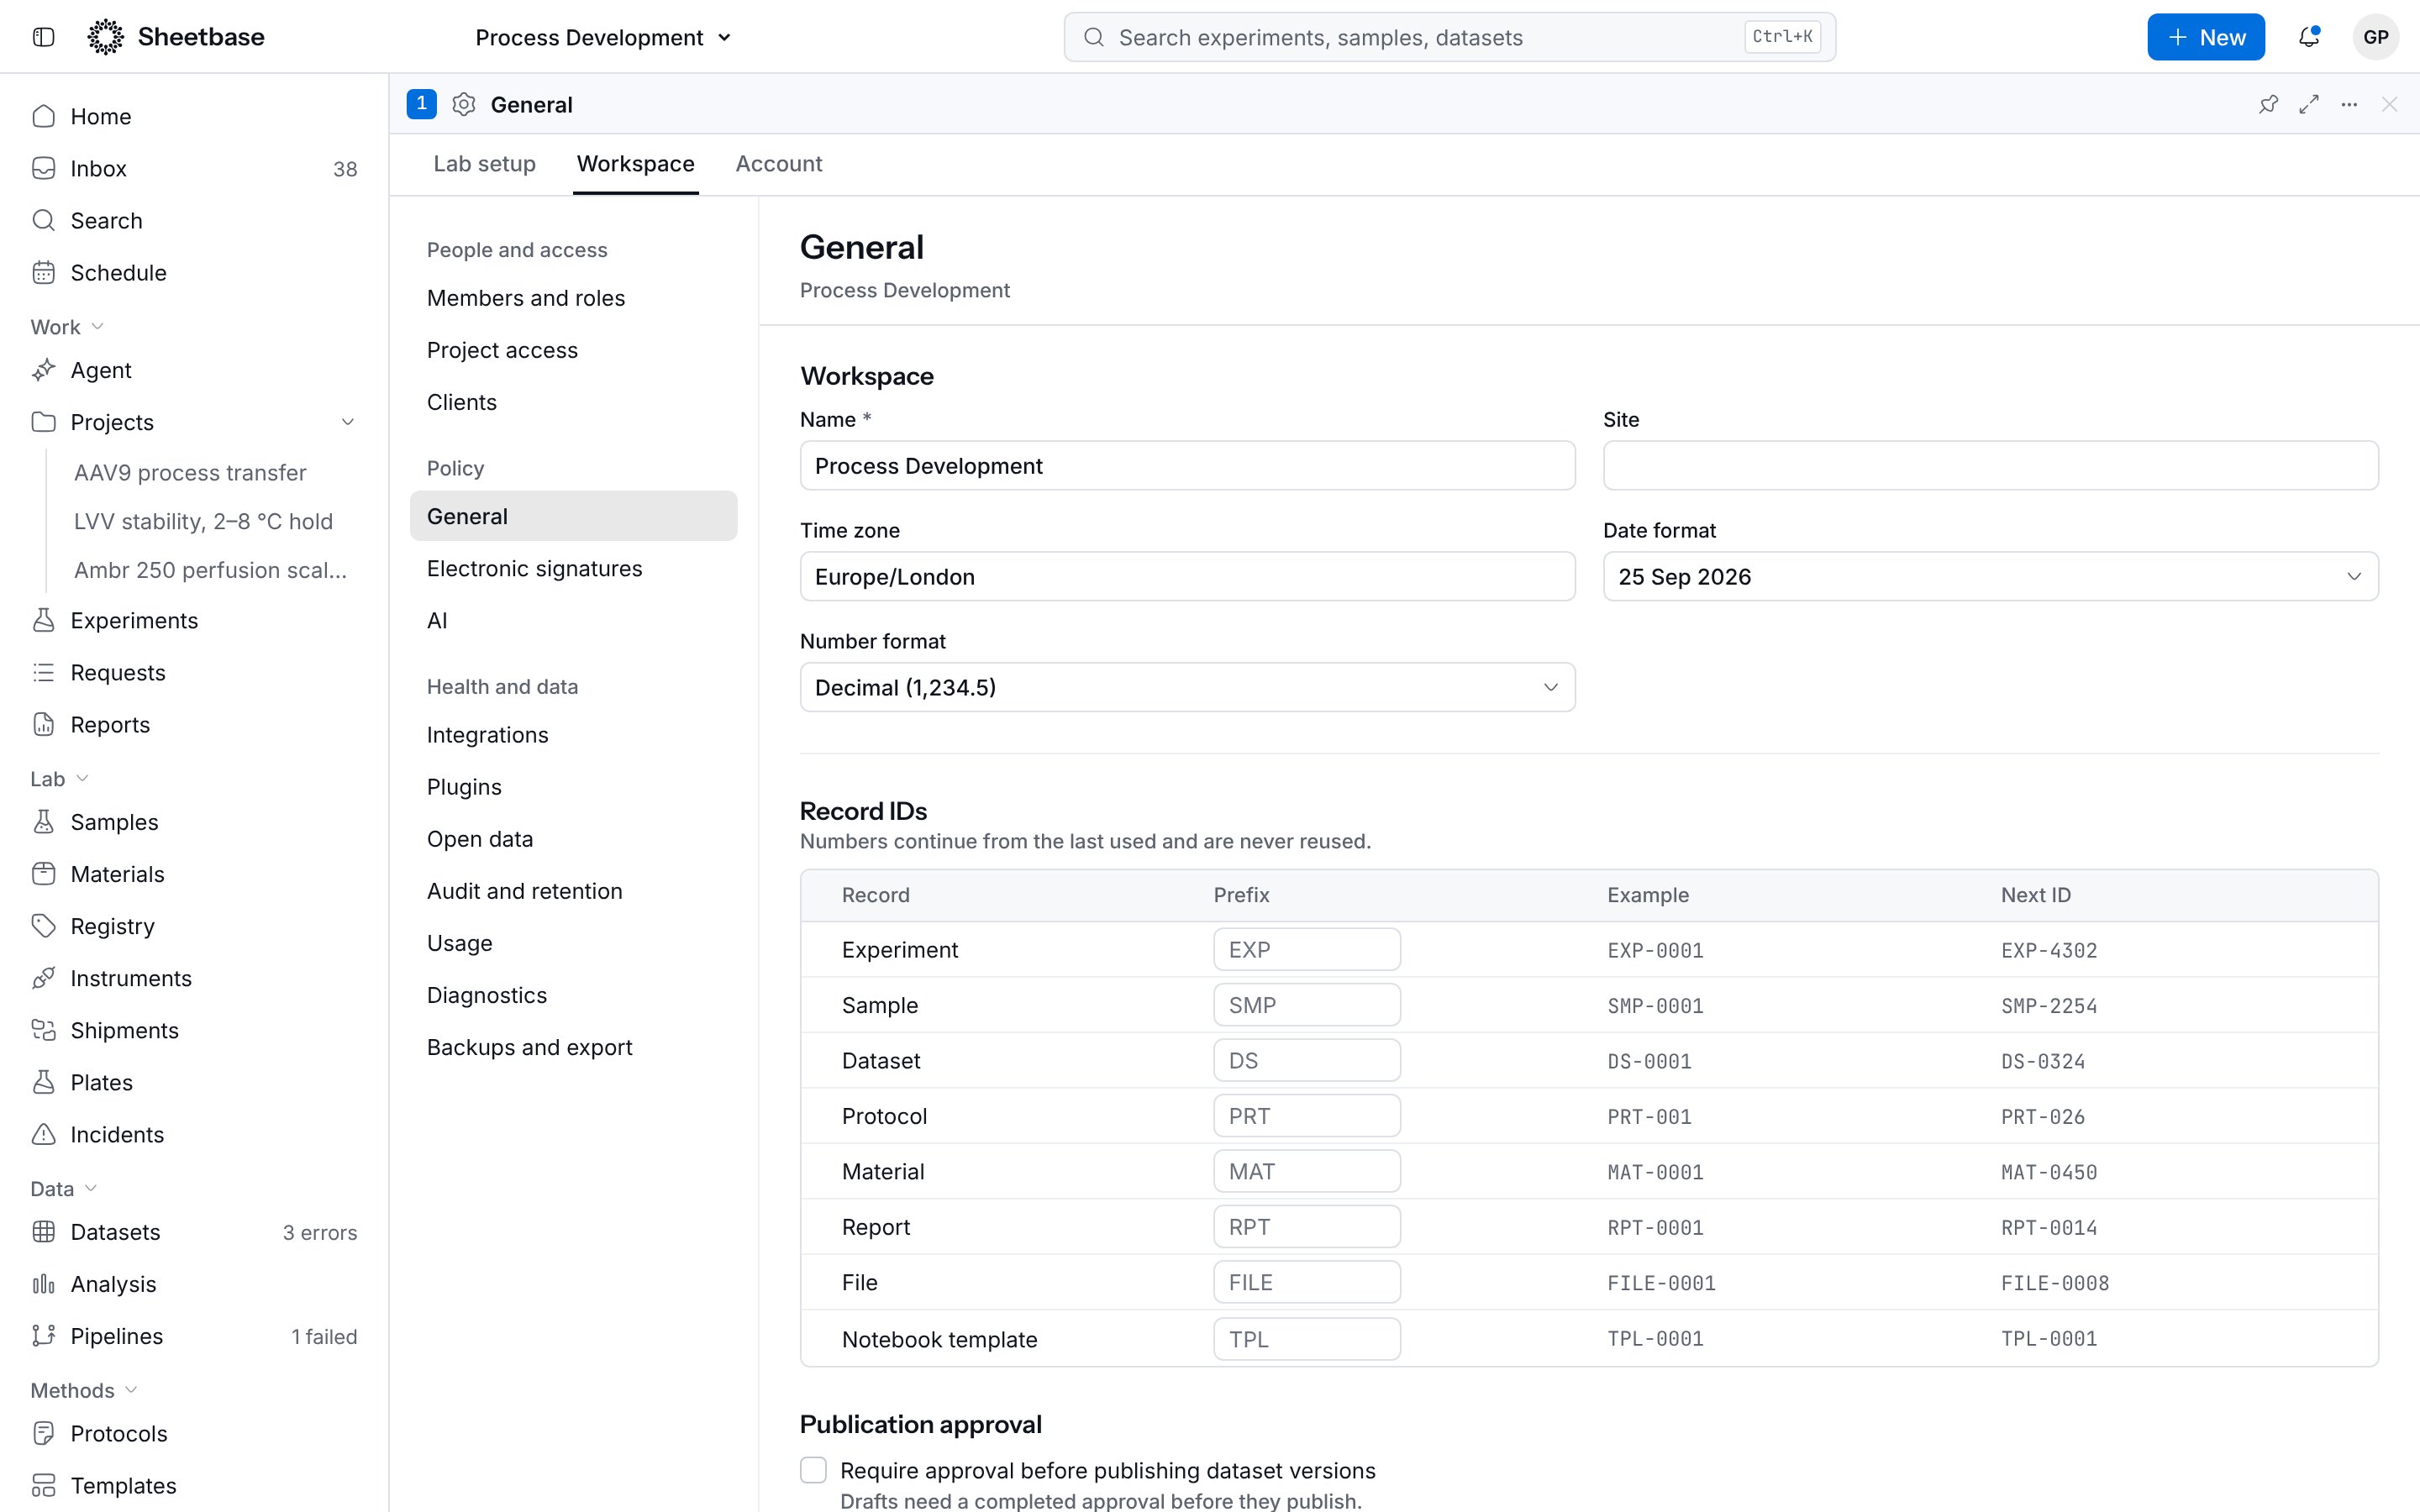 Sheetbase
Process Development
Search experiments, samples, datasets
Ctrl+K
New
GP
Home
Inbox 38
Search
Schedule
Work
Agent
Projects
AAV9 process transfer
LVV stability, 2–8 °C hold
Ambr 250 perfusion scal...
Experiments
Requests
Reports
Lab
Samples
Materials
Registry
Instruments
Shipments
Plates
Incidents
Data
Datasets 3 errors
Analysis
Pipelines 1 failed
Methods
Protocols
Templates
1 General
Lab setup Workspace Account
People and access
Members and roles
Project access
Clients
Policy
General
Electronic signatures
AI
Health and data
Integrations
Plugins
Open data
Audit and retention
Usage
Diagnostics
Backups and export
General
Process Development
Workspace
Name *
Process Development
Site
Time zone
Europe/London
Date format
25 Sep 2026
Number format
Decimal (1,234.5)
Record IDs
Numbers continue from the last used and are never reused.
Record Prefix Example Next ID
Experiment EXP EXP-0001 EXP-4302
Sample SMP SMP-0001 SMP-2254
Dataset DS DS-0001 DS-0324
Protocol PRT PRT-001 PRT-026
Material MAT MAT-0001 MAT-0450
Report RPT RPT-0001 RPT-0014
File FILE FILE-0001 FILE-0008
Notebook template TPL TPL-0001 TPL-0001
Publication approval
Require approval before publishing dataset versions
Drafts need a completed approval before they publish.